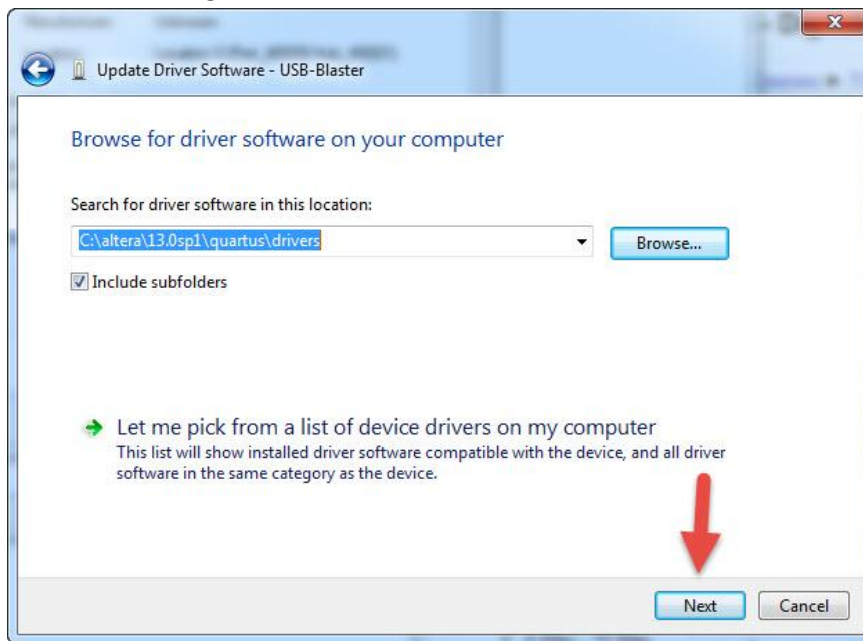 Update Driver Software - USB-Blaster
Browse for driver software on your computer
Search for driver software in this location:
C:\altera\13.0sp1\quartus\drivers
Browse...
Include subfolders
Let me pick from a list of device drivers on my computer
This list will show installed driver software compatible with the device, and all driver
software in the same category as the device.
Next
Cancel